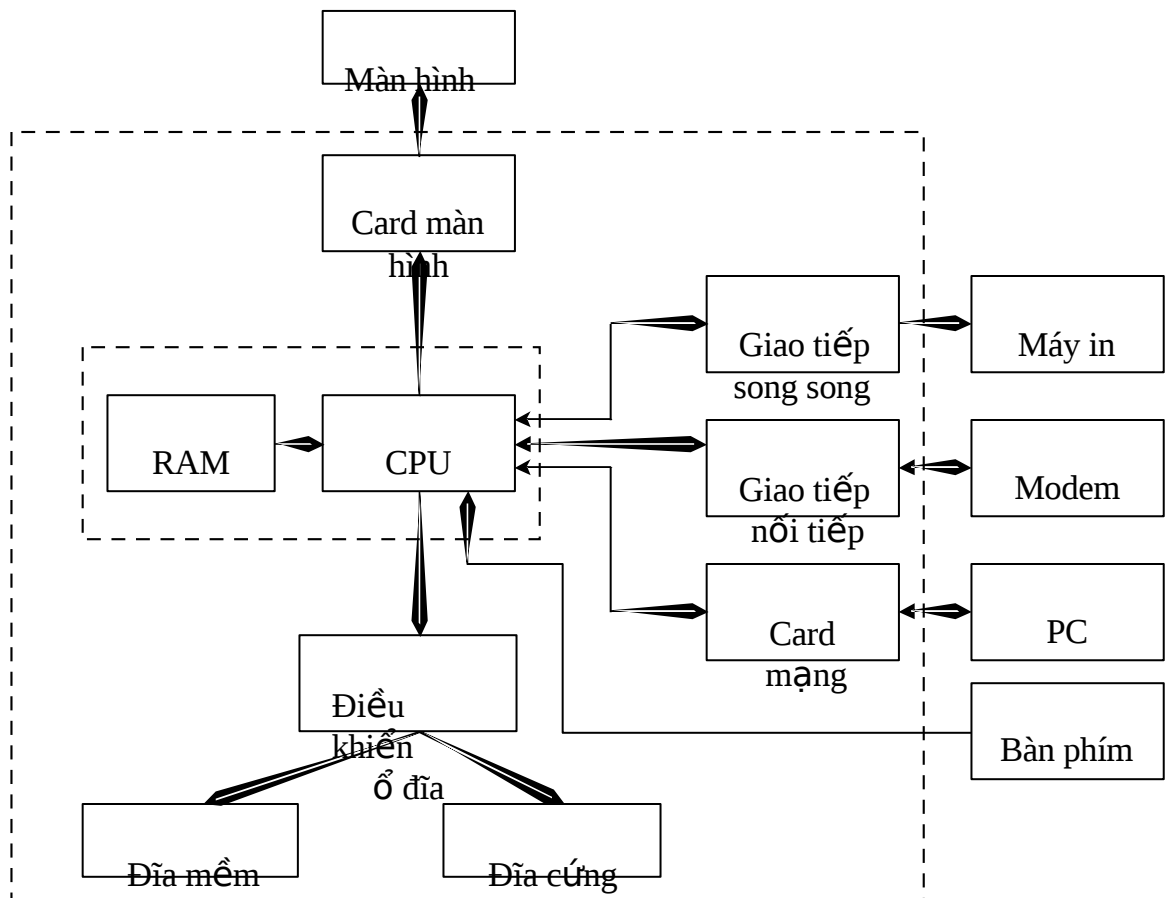 Màn hình
Card màn
hình
Giao tiếp
song song
Máy in
RAM
CPU
Giao tiếp
nối tiếp
Modem
Card
mạng
PC
Điều
khiển
ổ đĩa
Bàn phím
Đĩa mềm
Đĩa cứng